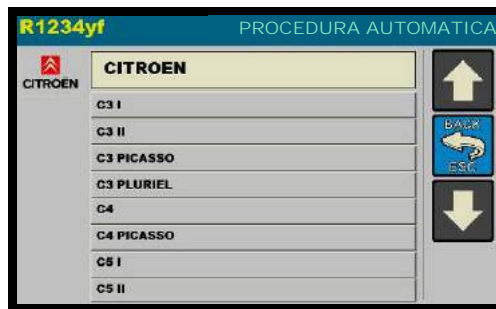 R1234yf PROCEDURA AUTOMATICA
CITROËN
CITROEN
C3 I
C3 II
C3 PICASSO
C3 PLURIEL
C4
C4 PICASSO
C5 I
C5 II
BACK
ESC